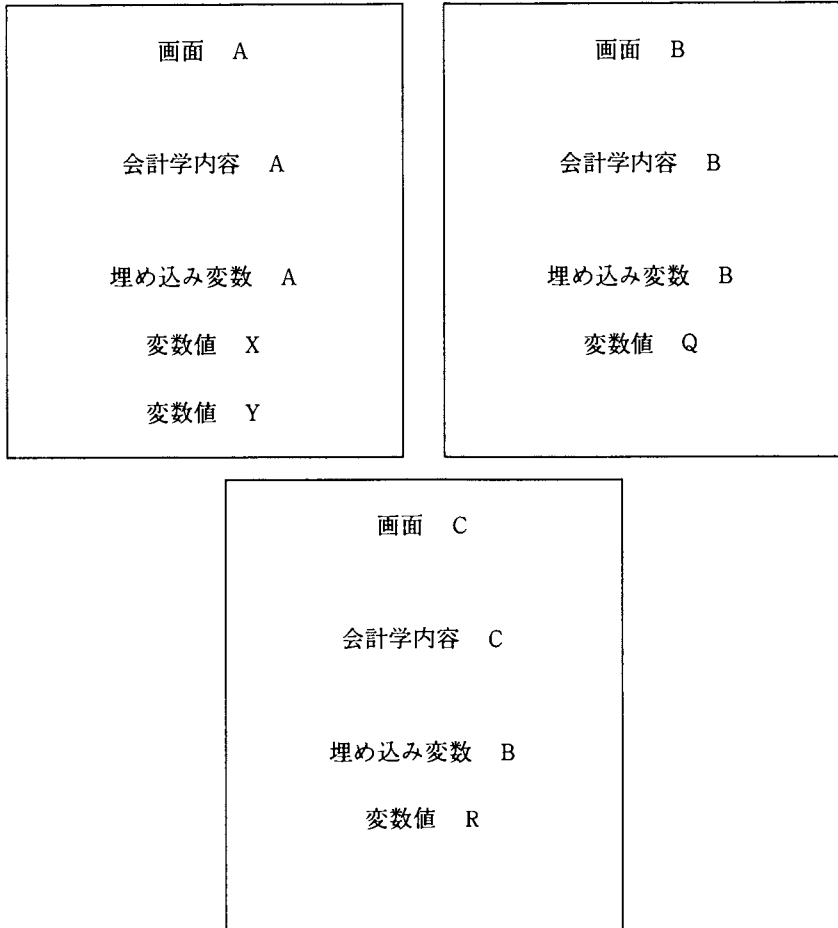 画面 A
会計学内容 A
埋め込み変数 A
変数値 X
変数値 Y
画面 B
会計学内容 B
埋め込み変数 B
変数値 Q
画面 C
会計学内容 C
埋め込み変数 B
変数値 R